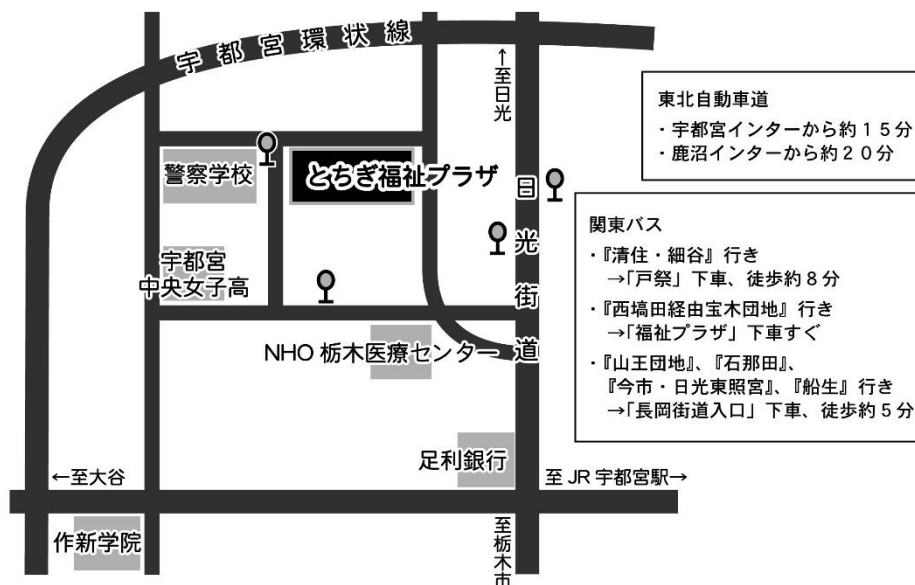 宇都宮環状線
↑至日光
東北自動車道
・宇都宮インターから約15分
・鹿沼インターから約20分
警察学校
とちぎ福祉プラザ
日光街道
宇都宮
中央女子高
関東バス
・『清住・細谷』行き
→「戸祭」下車、徒歩約8分
・『西塙田経由宝木団地』行き
→「福祉プラザ」下車すぐ
・『山王団地』、『石那田』、
『今市・日光東照宮』、『船生』行き
→「長岡街道入口」下車、徒歩約5分
NHO栃木医療センター
足利銀行
←至大谷
至JR宇都宮駅→
作新学院
至栃木市